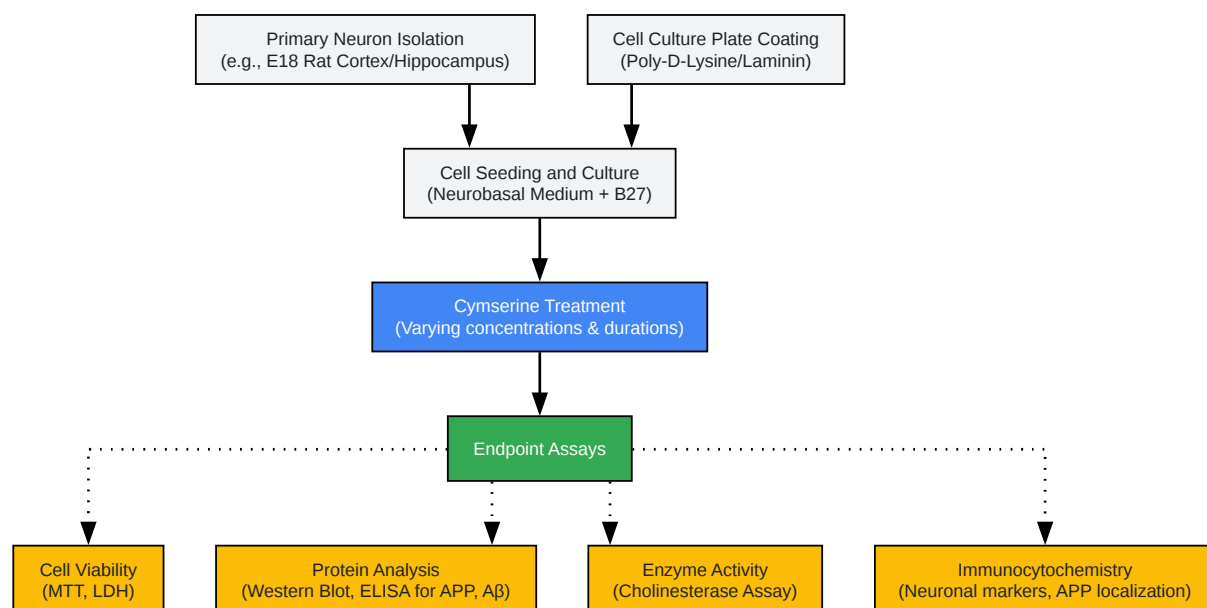 Primary Neuron Isolation
(e.g., E18 Rat Cortex/Hippocampus)
Cell Culture Plate Coating
(Poly-D-Lysine/Laminin)
Cell Seeding and Culture
(Neurobasal Medium + B27)
Cymserine Treatment
(Varying concentrations & durations)
Endpoint Assays
Cell Viability
(MTT, LDH)
Protein Analysis
(Western Blot, ELISA for APP, Aβ)
Enzyme Activity
(Cholinesterase Assay)
Immunocytochemistry
(Neuronal markers, APP localization)